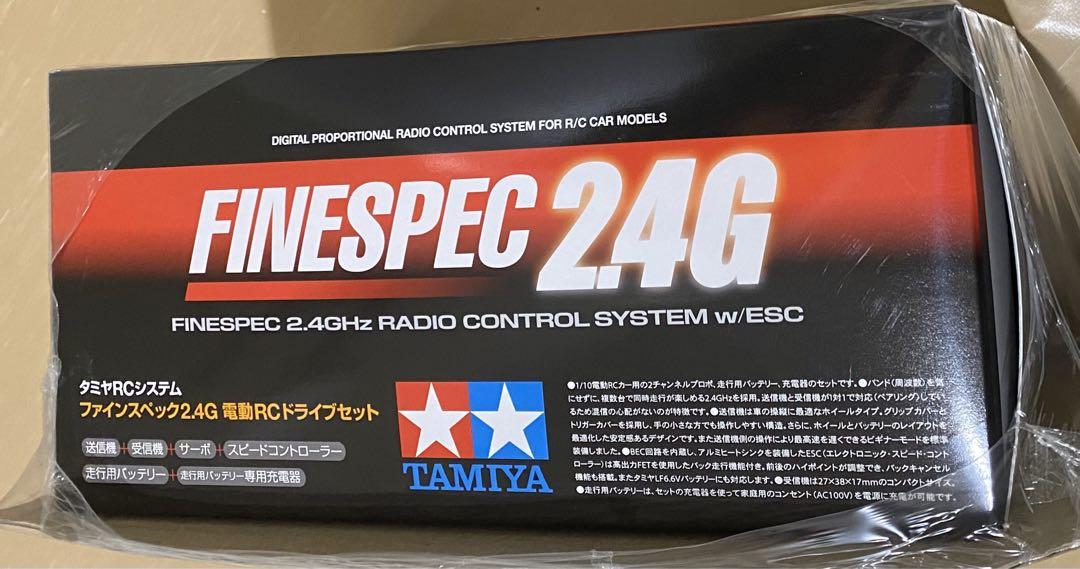 DIGITAL PROPORTIONAL RADIO CONTROL SYSTEM FOR R/C CAR MODELS
FINESPEC 2.4G
FINESPEC 2.4GHz RADIO CONTROL SYSTEM w/ESC
タミヤRCシステム
ファインスペック2.4G 電動RCドライブセット
送信機+受信機+サーボ+スピードコントローラー
走行用バッテリー+走行用バッテリー専用充電器
TAMIYA
●1/10電動RCカー用の2チャンネルプロポ、走行用バッテリー、充電器のセットです。●バンド(周波数)を気
にせずに、複数台で同時走行が楽しめる2.4GHzを採用。送信機と受信機が1対1で対応(ペアリング)してい
るため混信の心配がないのが特徴です。●送信機は車の操縦に最適なホイールタイプ。グリップカバーと
トリガーカバーを採用し、手の小さな方でも操作しやすい構造。さらに、ホイールとバッテリーのレイアウトを
最適化した安定感あるデザインです。また送信機側の操作により最高速を遅くできるビギナーモードを標準
装備しました。●BEC回路を内蔵し、アルミヒートシンクを装備したESC(エレクトロニック・スピード・コント
ローラー)は高出力FETを使用したバック走行機能付き。前後のハイポイントが調整でき、バックキャンセル
機能も搭載。またタミヤLF6.6Vバッテリーにも対応します。●受信機は27×38×17mmのコンパクトサイズ。
●走行用バッテリーは、セットの充電器を使って家庭用のコンセント(AC100V)を電源に充電が可能です。